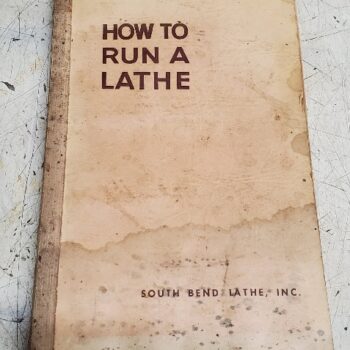 HOW TO
RUN A
LATHE
SOUTH BEND LATHE, INC.